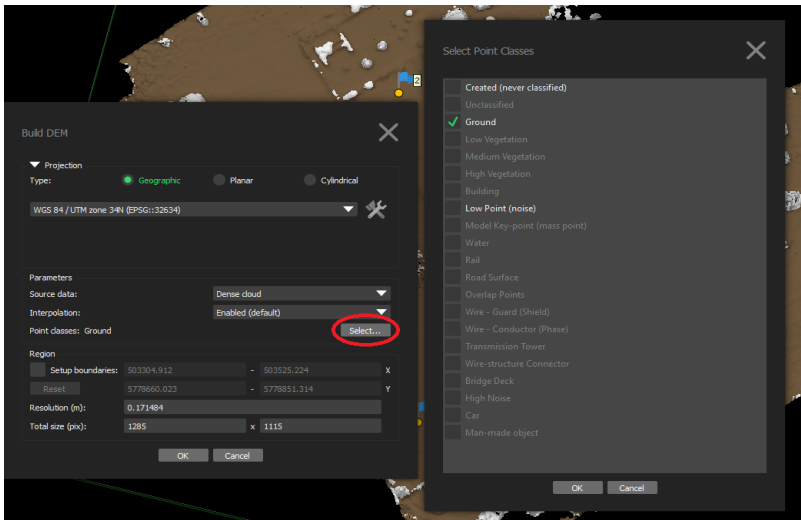 2
Build DEM
Projection
Type: Geographic Planar Cylindrical
WGS 84 / UTM zone 34N (EPSG::32634)
Parameters
Source data: Dense cloud
Interpolation: Enabled (default)
Point classes: Ground Select...
Region
Setup boundaries: 503304.912 - 503525.224 X
Reset 5778660.023 - 5778851.314 Y
Resolution (m): 0.171484
Total size (pix): 1285 x 1115
OK Cancel
Select Point Classes
Created (never classified)
Unclassified
Ground
Low Vegetation
Medium Vegetation
High Vegetation
Building
Low Point (noise)
Model Key-point (mass point)
Water
Rail
Road Surface
Overlap Points
Wire - Guard (Shield)
Wire - Conductor (Phase)
Transmission Tower
Wire-structure Connector
Bridge Deck
High Noise
Car
Man-made object
OK Cancel